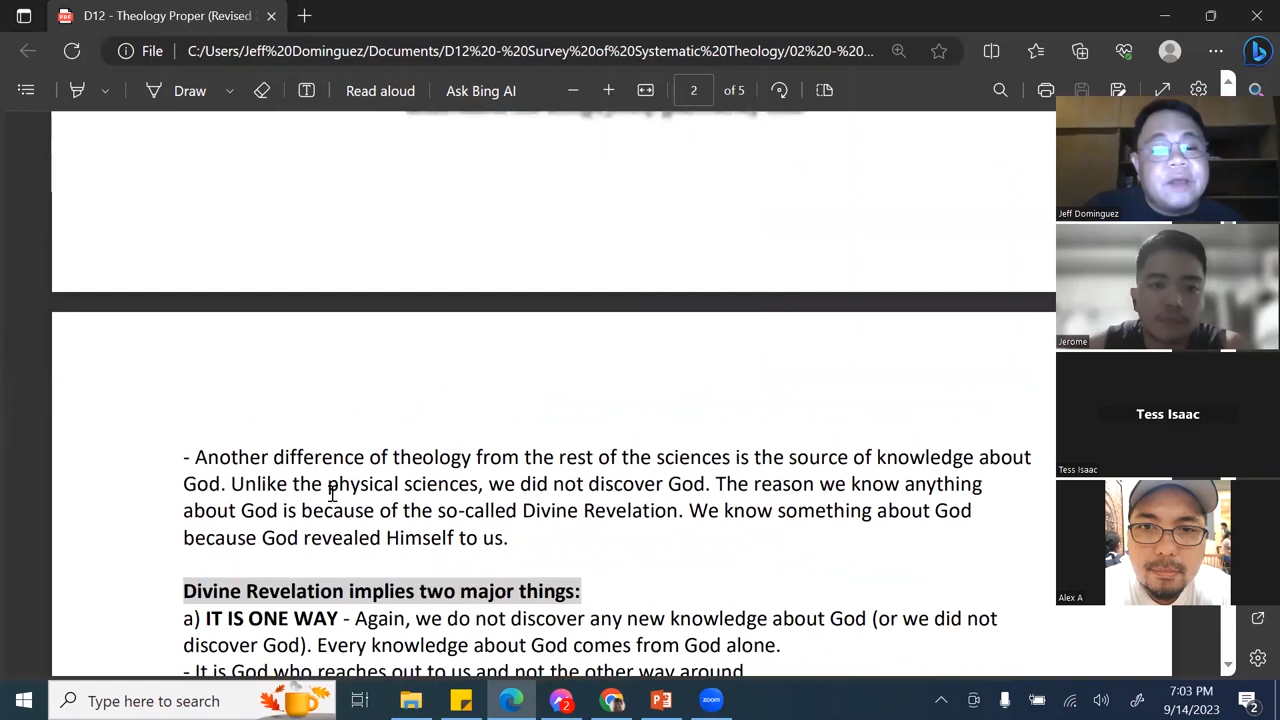 D12 - Theology Proper (Revised
File
C:/Users/Jeff%20Dominguez/Documents/D12%20-%20Survey%20of%20Systematic%20Theology/02%20-%20...
Draw
Read aloud
Ask Bing AI
2
of 5
- Another difference of theology from the rest of the sciences is the source of knowledge about
God. Unlike the physical sciences, we did not discover God. The reason we know anything
about God is because of the so-called Divine Revelation. We know something about God
because God revealed Himself to us.
Divine Revelation implies two major things:
a) IT IS ONE WAY - Again, we do not discover any new knowledge about God (or we did not
discover God). Every knowledge about God comes from God alone.
- It is God who reaches out to us and not the other way around
Jeff Dominguez
Jerome
Tess Isaac
Tess Isaac
Alex A
Type here to search
2
zoom
7:03 PM
9/14/2023
2